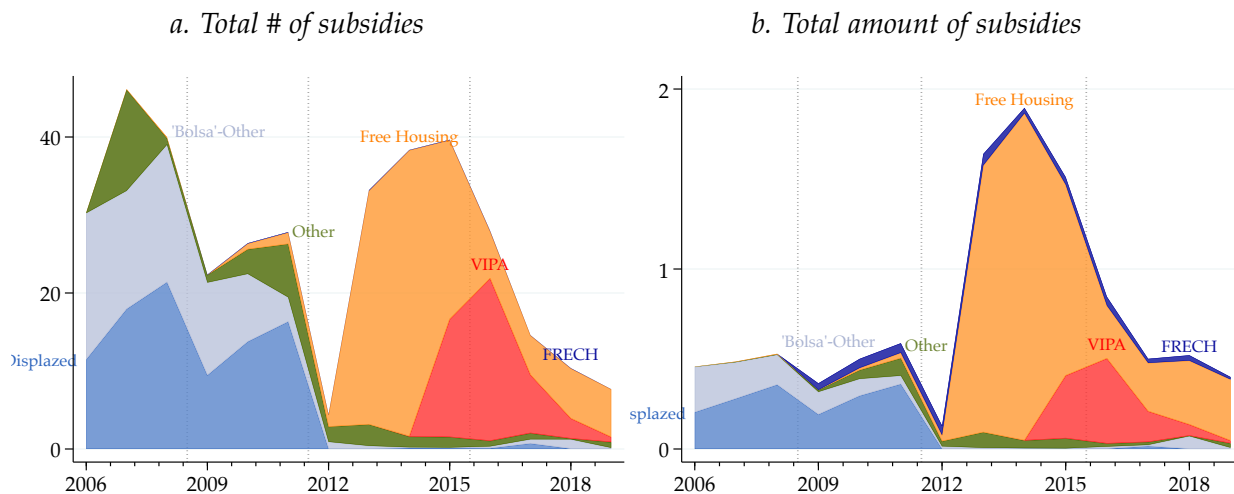 a. Total # of subsidies
40
20
0
2006 2009 2012 2015 2018
'Bolsa'-Other
Free Housing
Other
VIPA
FRECH
Displazed
b. Total amount of subsidies
2
1
0
2006 2009 2012 2015 2018
Free Housing
'Bolsa'-Other
Other
VIPA
FRECH
splazed